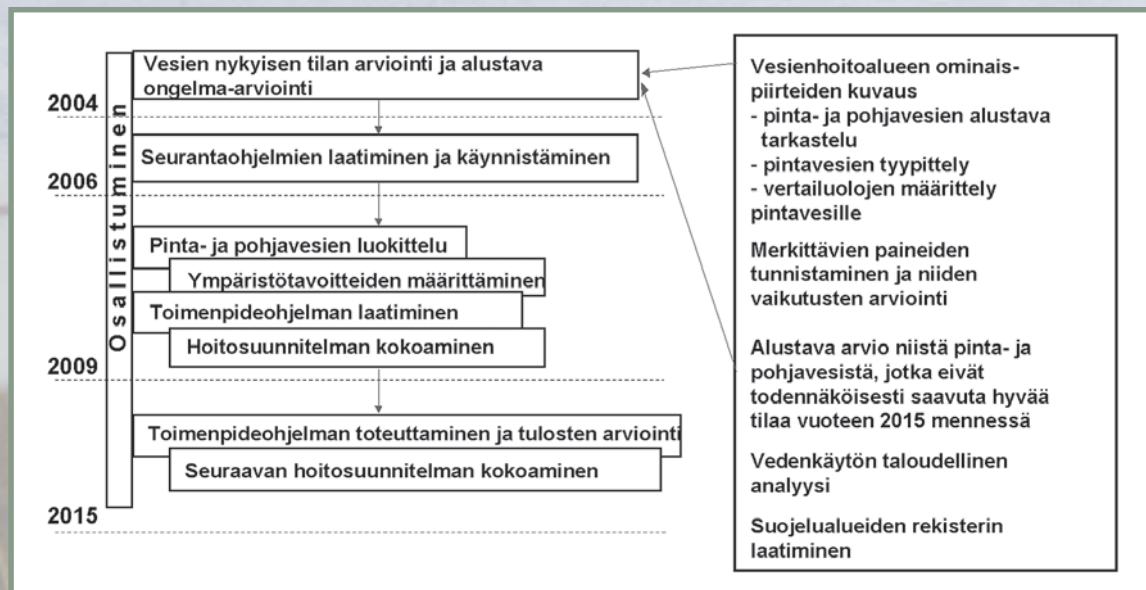 Osallistuminen
Vesien nykyisen tilan arviointi ja alustava
ongelma-arviointi
2004
Seurantaohjelmien laatiminen ja käynnistäminen
2006
Pinta- ja pohjavesien luokittelu
Ympäristötavoitteiden määrittäminen
Toimenpideohjelman laatiminen
Hoitosuunnitelman kokoaminen
2009
Toimenpideohjelman toteuttaminen ja tulosten arviointi
Seuraavan hoitosuunnitelman kokoaminen
2015
Vesienhoitoalueen ominais-
piirteiden kuvaus
- pinta- ja pohjavesien alustava
tarkastelu
- pintavesien tyypittely
- vertailuolojen määrittely
pintavesille
Merkittävien paineiden
tunnistaminen ja niiden
vaikutusten arviointi
Alustava arvio niistä pinta- ja
pohjavesistä, jotka eivät
todennäköisesti saavuta hyvää
tilaa vuoteen 2015 mennessä
Vedenkäytön taloudellinen
analyysi
Suojelualueiden rekisterin
laatiminen